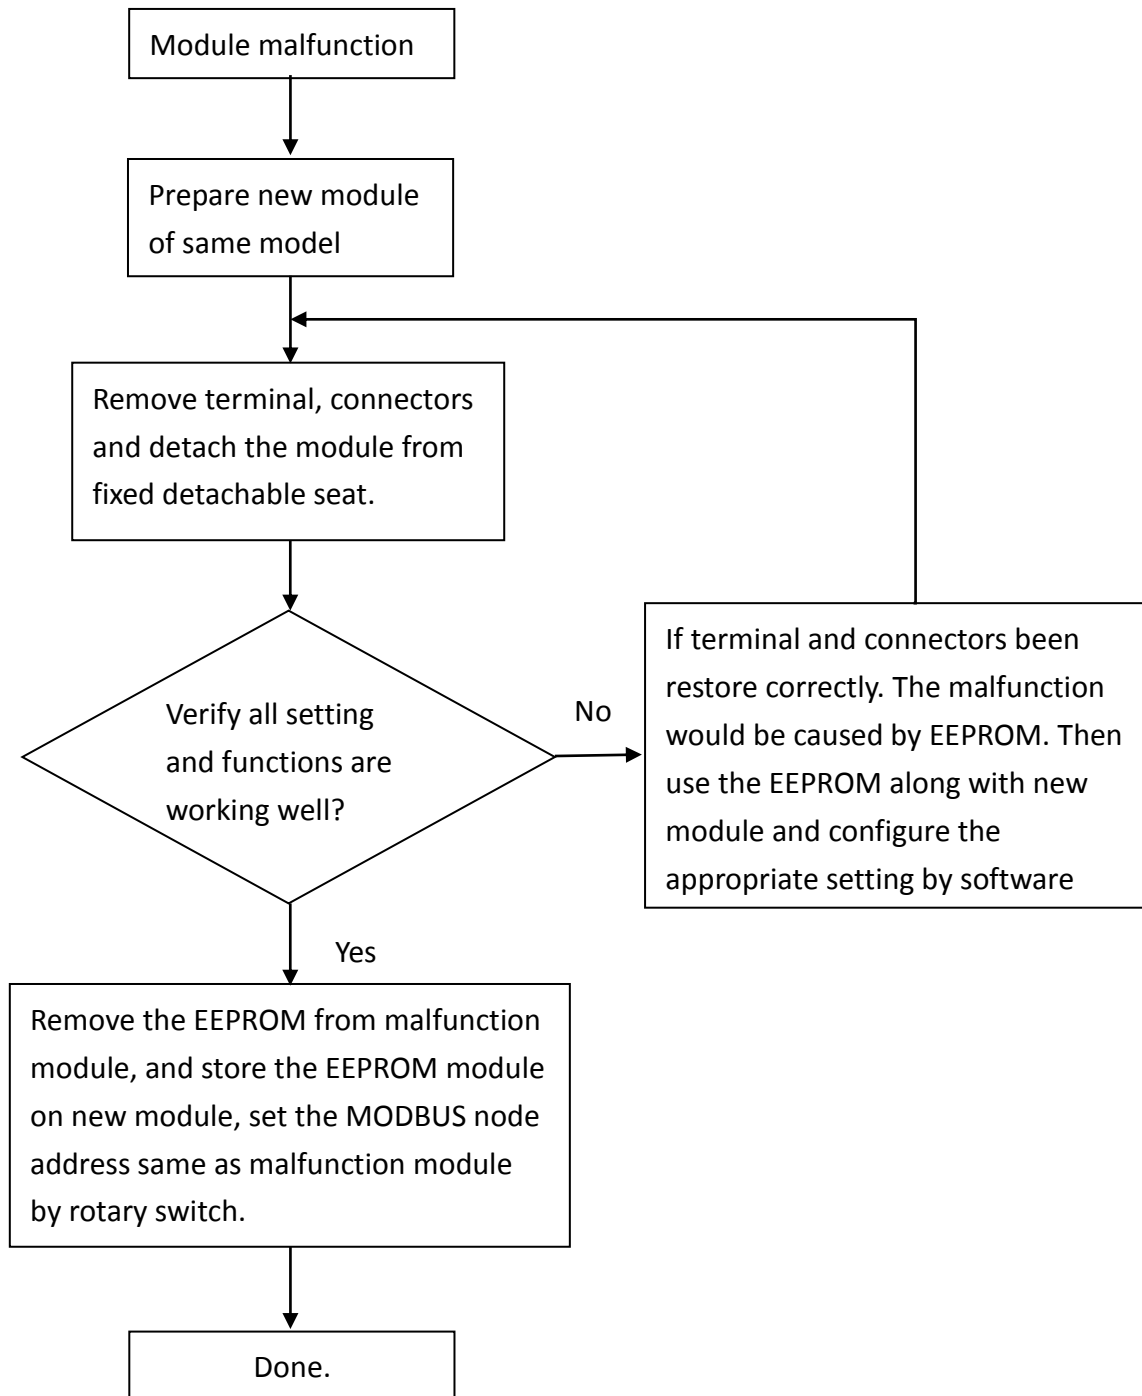 Module malfunction
Prepare new module
of same model
Remove terminal, connectors
and detach the module from
fixed detachable seat.
Verify all setting
and functions are
working well?
No
If terminal and connectors been
restore correctly. The malfunction
would be caused by EEPROM. Then
use the EEPROM along with new
module and configure the
appropriate setting by software
Yes
Remove the EEPROM from malfunction
module, and store the EEPROM module
on new module, set the MODBUS node
address same as malfunction module
by rotary switch.
Done.